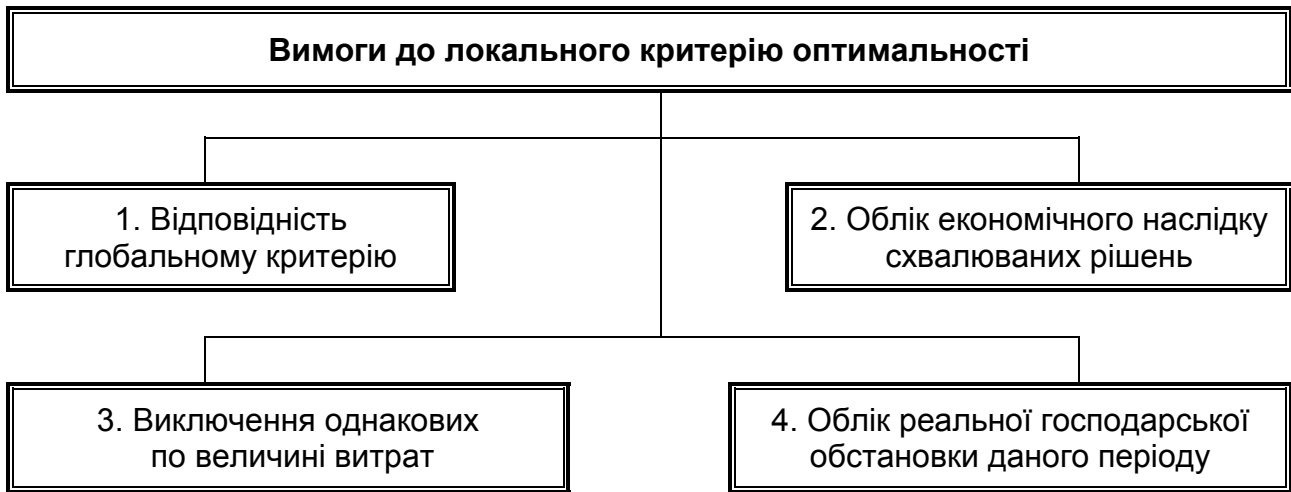 Вимоги до локального критерію оптимальності
1. Відповідність
глобальному критерію
2. Облік економічного наслідку
схвалюваних рішень
3. Виключення однакових
по величині витрат
4. Облік реальної господарської
обстановки даного періоду